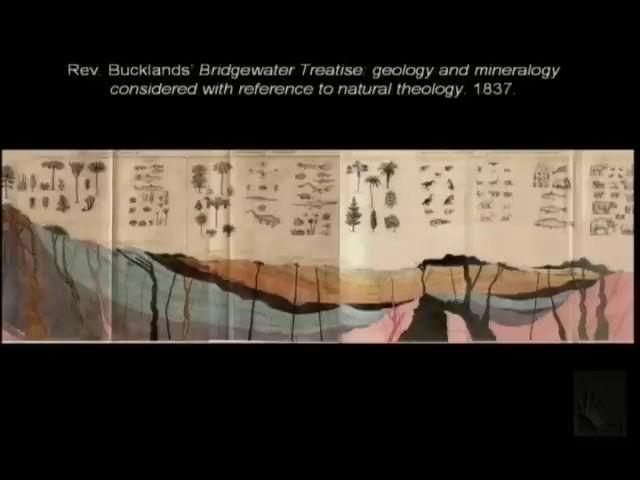 Rev. Bucklands' Bridgewater Treatise: geology and mineralogy
considered with reference to natural theology. 1837.